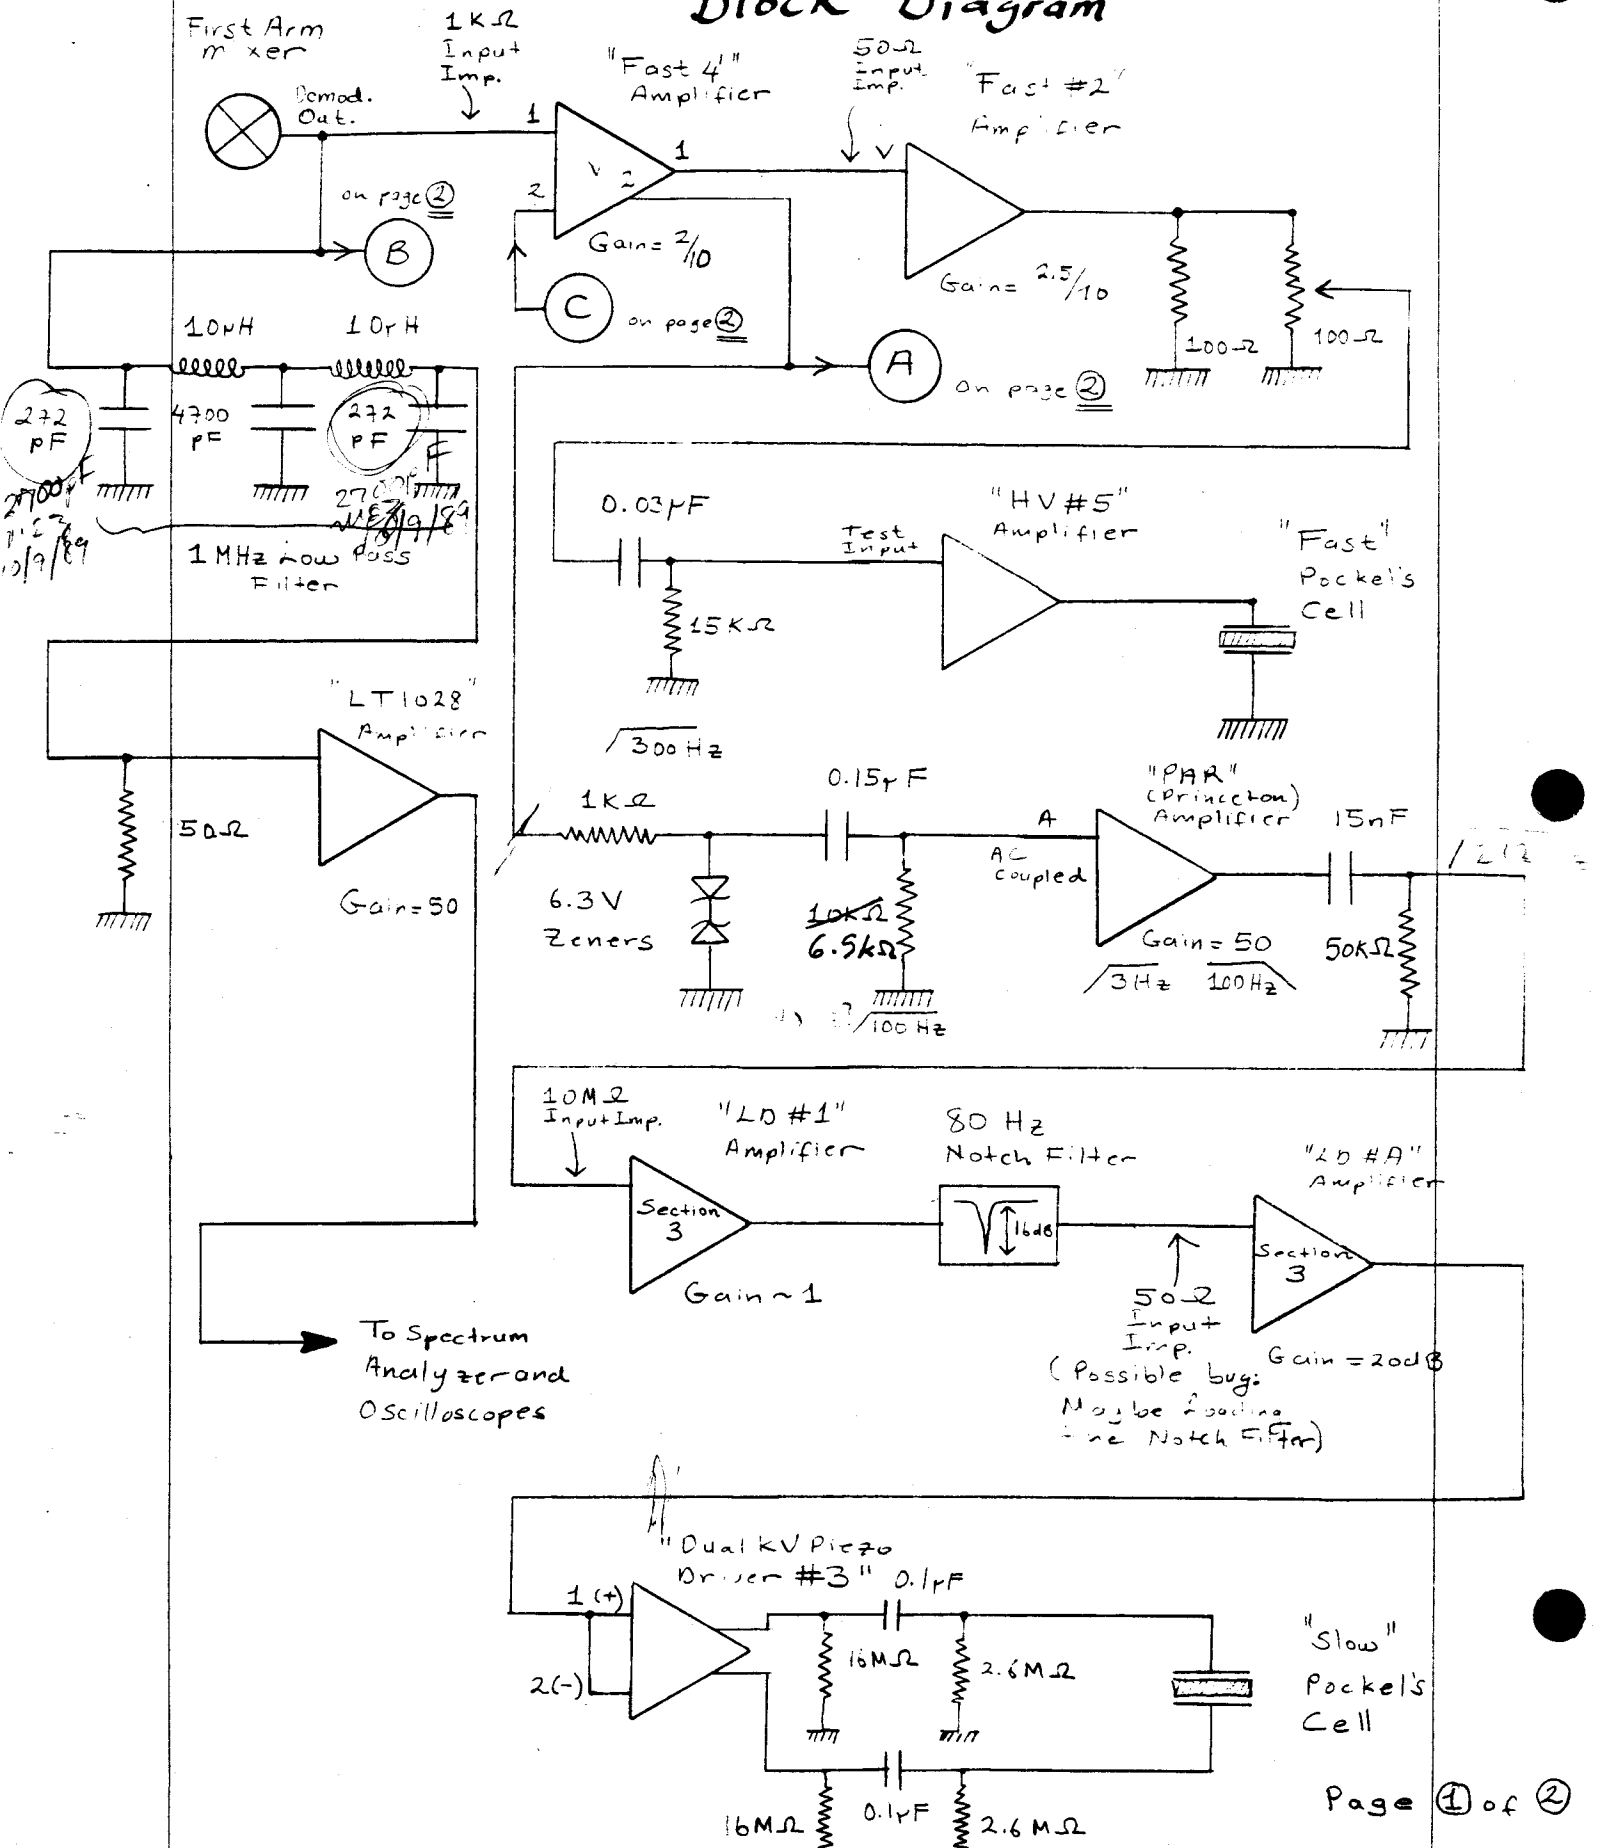 Block Diagram
First Arm
1KΩ
Input
Imp.
"Fast 4'"
Amplifier
50Ω
Input
Imp.
"Fast #2"
Amplifier
Demod.
Out.
1
2
1
2
V
on page ②
B
Gain = 2/10
C
on page ②
Gain = 2.5/10
100Ω
100Ω
A
on page ②
10μH
10μH
272
pF
4700
pF
272
pF
2700pF
10/9/89
10/9/89
1 MHz Low Pass
Filter
0.03μF
15KΩ
Test
Input
"HV #5"
Amplifier
"Fast"
Pockel's
Cell
300 Hz
"LT1028"
Amplifier
50Ω
Gain=50
1KΩ
6.3V
Zeners
0.15μF
10KΩ
6.5kΩ
100 Hz
A
AC
Coupled
"PAR"
(Princeton)
Amplifier
Gain = 50
3Hz
100Hz
15nF
50KΩ
10MΩ
Input Imp.
"LD #1"
Amplifier
Section
3
Gain ~ 1
80 Hz
Notch Filter
16dB
50Ω
Input
Imp.
(Possible bug:
Maybe Loading
the Notch Filter)
"LD #A"
Amplifier
Section
3
Gain = 20dB
To Spectrum
Analyzer and
Oscilloscopes
"Dual KV Piezo
Driver #3"
1 (+)
2(-)
0.1μF
16MΩ
2.6MΩ
"Slow"
Pockel's
Cell
0.1μF
16MΩ
2.6MΩ
Page ① of ②